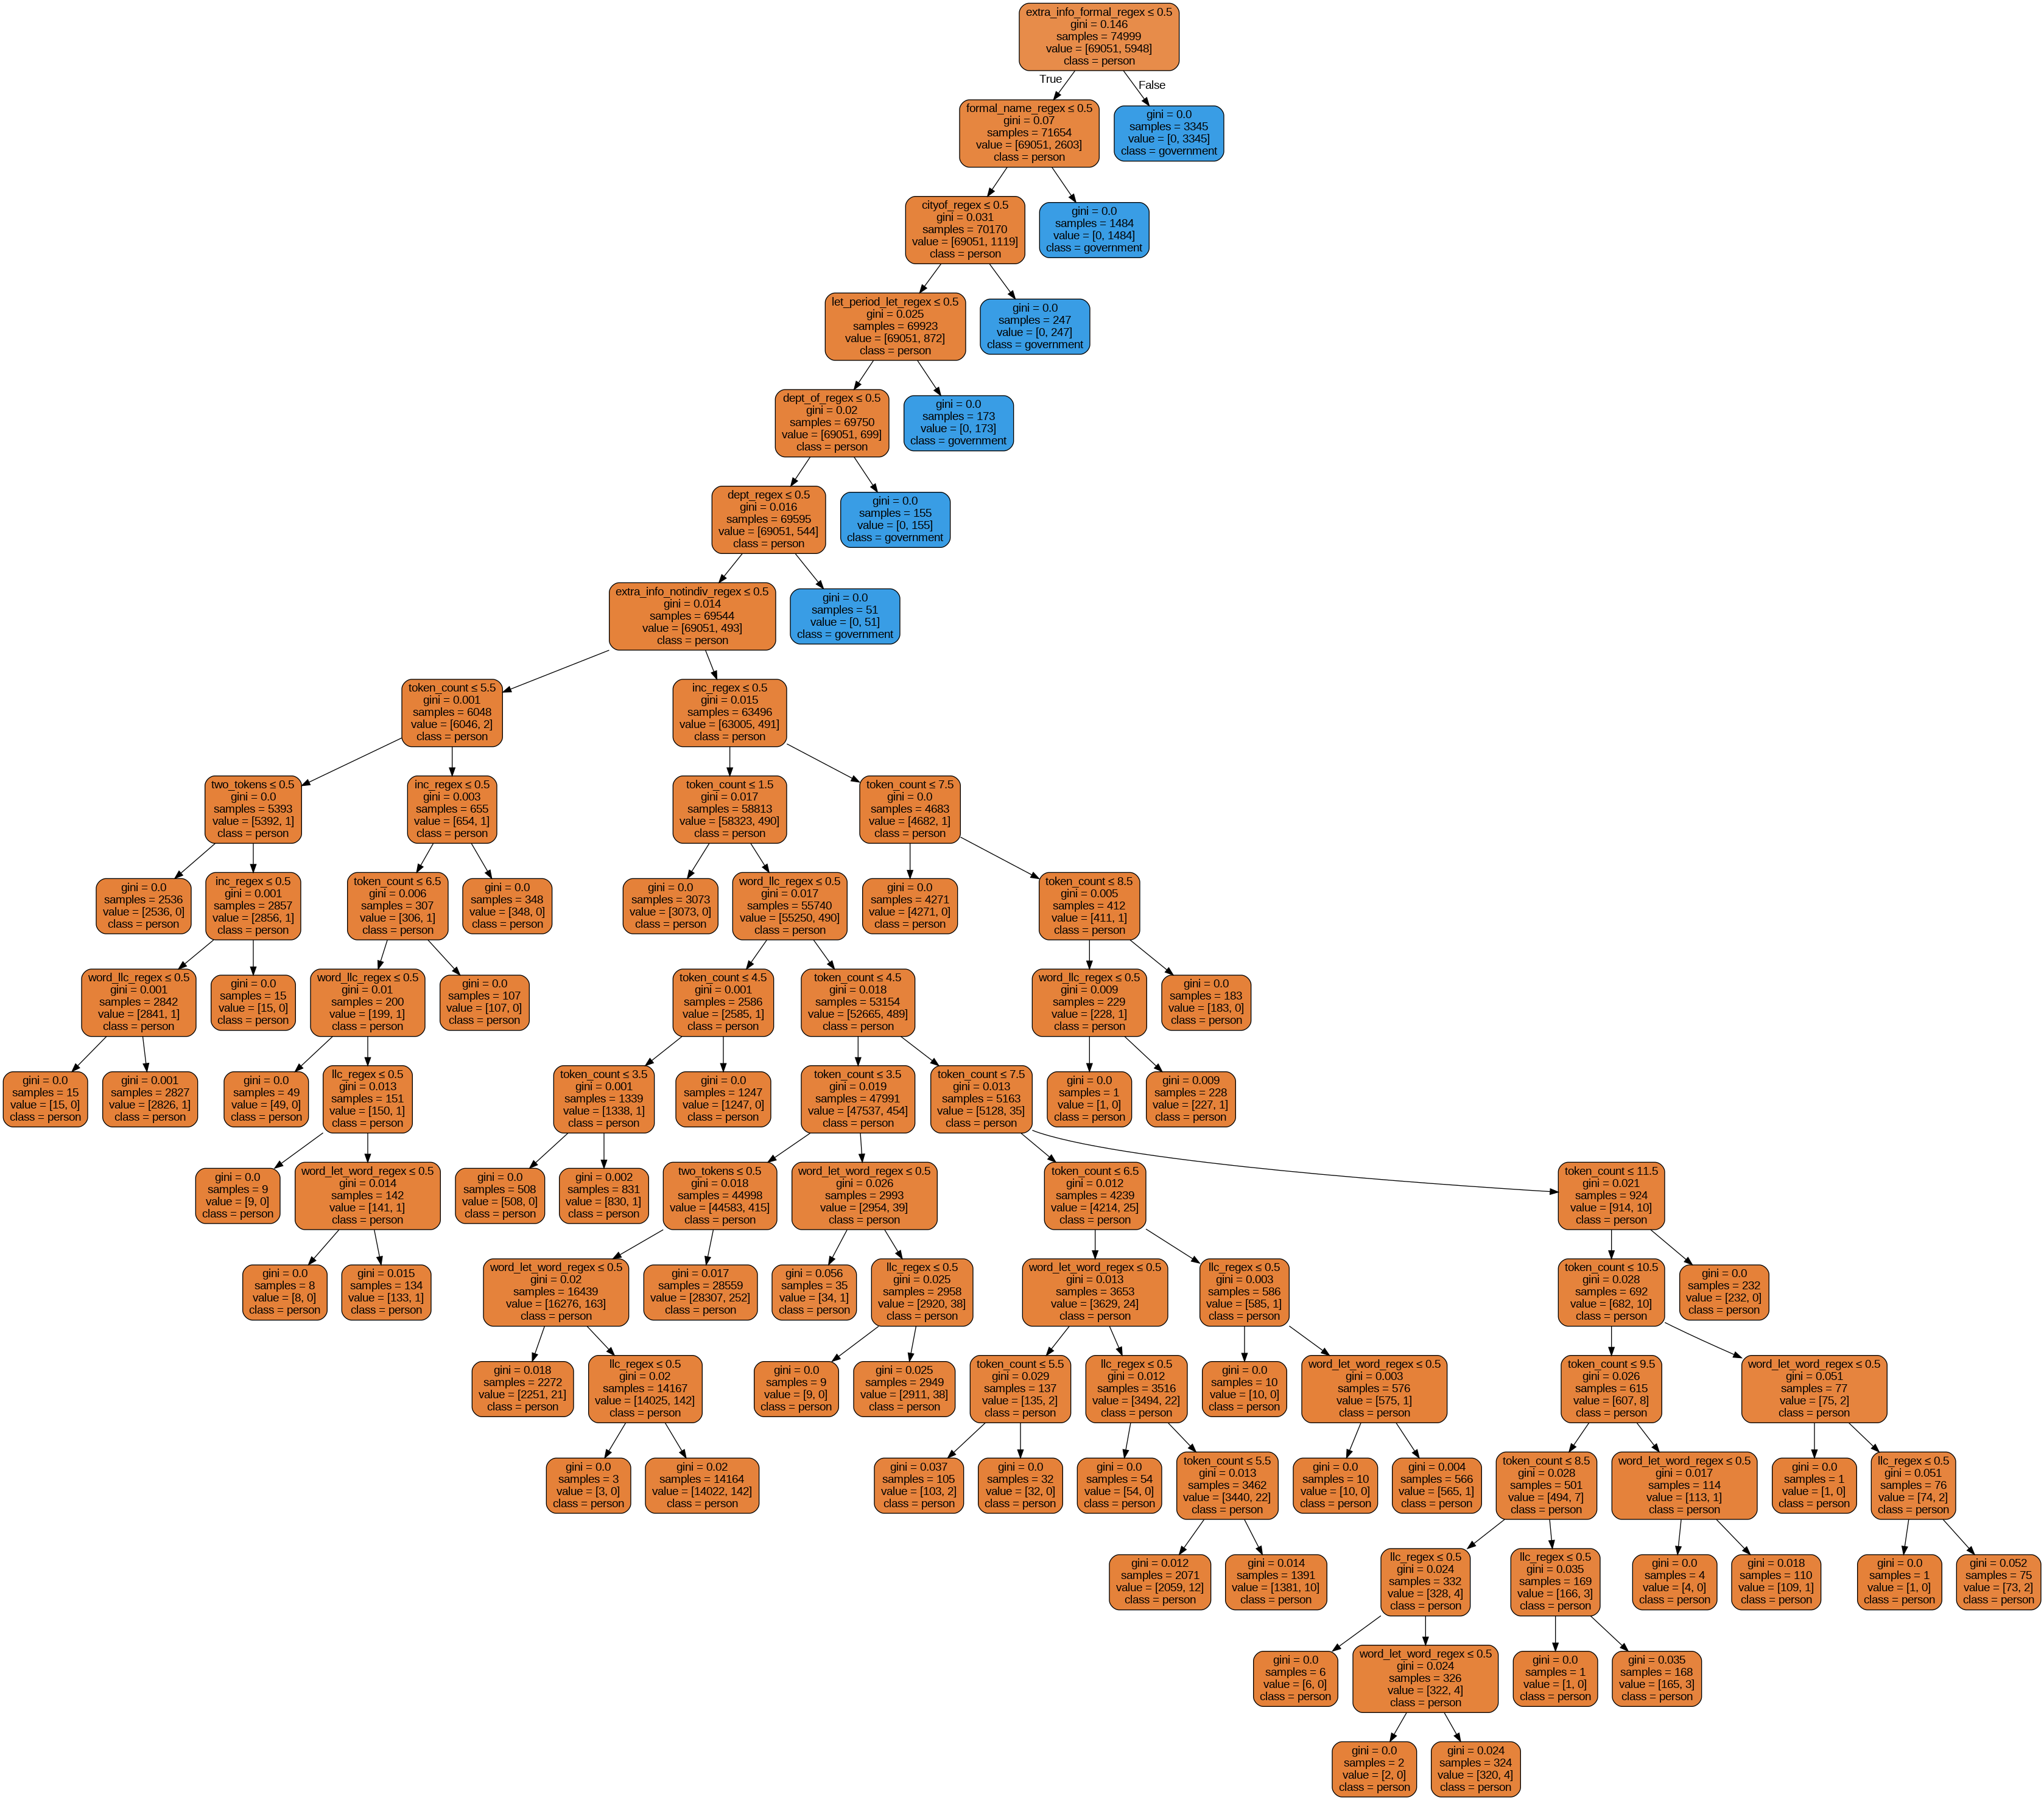 extra_info_formal_regex ≤ 0.5
gini = 0.146
samples = 74999
value = [69051, 5948]
class = person
True
False
formal_name_regex ≤ 0.5
gini = 0.07
samples = 71654
value = [69051, 2603]
class = person
gini = 0.0
samples = 3345
value = [0, 3345]
class = government
cityof_regex ≤ 0.5
gini = 0.031
samples = 70170
value = [69051, 1119]
class = person
gini = 0.0
samples = 1484
value = [0, 1484]
class = government
let_period_let_regex ≤ 0.5
gini = 0.025
samples = 69923
value = [69051, 872]
class = person
gini = 0.0
samples = 247
value = [0, 247]
class = government
dept_of_regex ≤ 0.5
gini = 0.02
samples = 69750
value = [69051, 699]
class = person
gini = 0.0
samples = 173
value = [0, 173]
class = government
dept_regex ≤ 0.5
gini = 0.016
samples = 69595
value = [69051, 544]
class = person
gini = 0.0
samples = 155
value = [0, 155]
class = government
extra_info_notindiv_regex ≤ 0.5
gini = 0.014
samples = 69544
value = [69051, 493]
class = person
gini = 0.0
samples = 51
value = [0, 51]
class = government
token_count ≤ 5.5
gini = 0.001
samples = 6048
value = [6046, 2]
class = person
inc_regex ≤ 0.5
gini = 0.015
samples = 63496
value = [63005, 491]
class = person
two_tokens ≤ 0.5
gini = 0.0
samples = 5393
value = [5392, 1]
class = person
inc_regex ≤ 0.5
gini = 0.003
samples = 655
value = [654, 1]
class = person
token_count ≤ 1.5
gini = 0.017
samples = 58813
value = [58323, 490]
class = person
token_count ≤ 7.5
gini = 0.0
samples = 4683
value = [4682, 1]
class = person
gini = 0.0
samples = 2536
value = [2536, 0]
class = person
inc_regex ≤ 0.5
gini = 0.001
samples = 2857
value = [2856, 1]
class = person
token_count ≤ 6.5
gini = 0.006
samples = 307
value = [306, 1]
class = person
gini = 0.0
samples = 348
value = [348, 0]
class = person
gini = 0.0
samples = 3073
value = [3073, 0]
class = person
word_llc_regex ≤ 0.5
gini = 0.017
samples = 55740
value = [55250, 490]
class = person
gini = 0.0
samples = 4271
value = [4271, 0]
class = person
token_count ≤ 8.5
gini = 0.005
samples = 412
value = [411, 1]
class = person
word_llc_regex ≤ 0.5
gini = 0.001
samples = 2842
value = [2841, 1]
class = person
gini = 0.0
samples = 15
value = [15, 0]
class = person
word_llc_regex ≤ 0.5
gini = 0.01
samples = 200
value = [199, 1]
class = person
gini = 0.0
samples = 107
value = [107, 0]
class = person
token_count ≤ 4.5
gini = 0.001
samples = 2586
value = [2585, 1]
class = person
token_count ≤ 4.5
gini = 0.018
samples = 53154
value = [52665, 489]
class = person
word_llc_regex ≤ 0.5
gini = 0.009
samples = 229
value = [228, 1]
class = person
gini = 0.0
samples = 183
value = [183, 0]
class = person
gini = 0.0
samples = 15
value = [15, 0]
class = person
gini = 0.001
samples = 2827
value = [2826, 1]
class = person
gini = 0.0
samples = 49
value = [49, 0]
class = person
llc_regex ≤ 0.5
gini = 0.013
samples = 151
value = [150, 1]
class = person
token_count ≤ 3.5
gini = 0.001
samples = 1339
value = [1338, 1]
class = person
gini = 0.0
samples = 1247
value = [1247, 0]
class = person
token_count ≤ 3.5
gini = 0.019
samples = 47991
value = [47537, 454]
class = person
token_count ≤ 7.5
gini = 0.013
samples = 5163
value = [5128, 35]
class = person
gini = 0.0
samples = 1
value = [1, 0]
class = person
gini = 0.009
samples = 228
value = [227, 1]
class = person
gini = 0.0
samples = 9
value = [9, 0]
class = person
word_let_word_regex ≤ 0.5
gini = 0.014
samples = 142
value = [141, 1]
class = person
gini = 0.0
samples = 508
value = [508, 0]
class = person
gini = 0.002
samples = 831
value = [830, 1]
class = person
two_tokens ≤ 0.5
gini = 0.018
samples = 44998
value = [44583, 415]
class = person
word_let_word_regex ≤ 0.5
gini = 0.026
samples = 2993
value = [2954, 39]
class = person
token_count ≤ 6.5
gini = 0.012
samples = 4239
value = [4214, 25]
class = person
token_count ≤ 11.5
gini = 0.021
samples = 924
value = [914, 10]
class = person
gini = 0.0
samples = 8
value = [8, 0]
class = person
gini = 0.015
samples = 134
value = [133, 1]
class = person
word_let_word_regex ≤ 0.5
gini = 0.02
samples = 16439
value = [16276, 163]
class = person
gini = 0.017
samples = 28559
value = [28307, 252]
class = person
gini = 0.056
samples = 35
value = [34, 1]
class = person
llc_regex ≤ 0.5
gini = 0.025
samples = 2958
value = [2920, 38]
class = person
word_let_word_regex ≤ 0.5
gini = 0.013
samples = 3653
value = [3629, 24]
class = person
llc_regex ≤ 0.5
gini = 0.003
samples = 586
value = [585, 1]
class = person
token_count ≤ 10.5
gini = 0.028
samples = 692
value = [682, 10]
class = person
gini = 0.0
samples = 232
value = [232, 0]
class = person
gini = 0.018
samples = 2272
value = [2251, 21]
class = person
llc_regex ≤ 0.5
gini = 0.02
samples = 14167
value = [14025, 142]
class = person
gini = 0.0
samples = 9
value = [9, 0]
class = person
gini = 0.025
samples = 2949
value = [2911, 38]
class = person
token_count ≤ 5.5
gini = 0.029
samples = 137
value = [135, 2]
class = person
llc_regex ≤ 0.5
gini = 0.012
samples = 3516
value = [3494, 22]
class = person
gini = 0.0
samples = 10
value = [10, 0]
class = person
word_let_word_regex ≤ 0.5
gini = 0.003
samples = 576
value = [575, 1]
class = person
token_count ≤ 9.5
gini = 0.026
samples = 615
value = [607, 8]
class = person
word_let_word_regex ≤ 0.5
gini = 0.051
samples = 77
value = [75, 2]
class = person
gini = 0.0
samples = 3
value = [3, 0]
class = person
gini = 0.02
samples = 14164
value = [14022, 142]
class = person
gini = 0.037
samples = 105
value = [103, 2]
class = person
gini = 0.0
samples = 32
value = [32, 0]
class = person
gini = 0.0
samples = 54
value = [54, 0]
class = person
token_count ≤ 5.5
gini = 0.013
samples = 3462
value = [3440, 22]
class = person
gini = 0.0
samples = 10
value = [10, 0]
class = person
gini = 0.004
samples = 566
value = [565, 1]
class = person
token_count ≤ 8.5
gini = 0.028
samples = 501
value = [494, 7]
class = person
word_let_word_regex ≤ 0.5
gini = 0.017
samples = 114
value = [113, 1]
class = person
gini = 0.0
samples = 1
value = [1, 0]
class = person
llc_regex ≤ 0.5
gini = 0.051
samples = 76
value = [74, 2]
class = person
gini = 0.012
samples = 2071
value = [2059, 12]
class = person
gini = 0.014
samples = 1391
value = [1381, 10]
class = person
llc_regex ≤ 0.5
gini = 0.024
samples = 332
value = [328, 4]
class = person
llc_regex ≤ 0.5
gini = 0.035
samples = 169
value = [166, 3]
class = person
gini = 0.0
samples = 4
value = [4, 0]
class = person
gini = 0.018
samples = 110
value = [109, 1]
class = person
gini = 0.0
samples = 1
value = [1, 0]
class = person
gini = 0.052
samples = 75
value = [73, 2]
class = person
gini = 0.0
samples = 6
value = [6, 0]
class = person
word_let_word_regex ≤ 0.5
gini = 0.024
samples = 326
value = [322, 4]
class = person
gini = 0.0
samples = 1
value = [1, 0]
class = person
gini = 0.035
samples = 168
value = [165, 3]
class = person
gini = 0.0
samples = 2
value = [2, 0]
class = person
gini = 0.024
samples = 324
value = [320, 4]
class = person